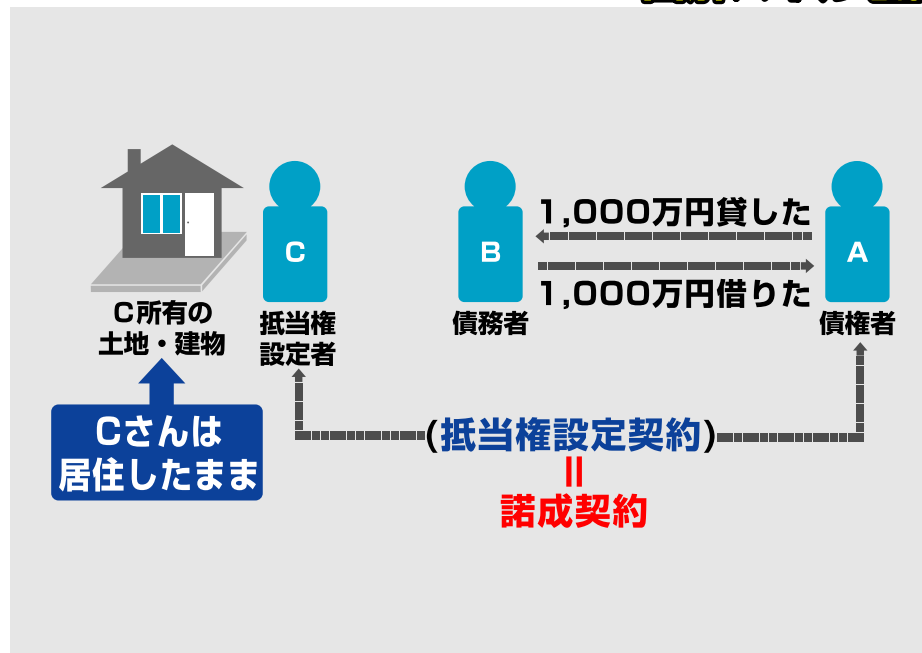 1,000万円貸した
C
B
A
1,000万円借りた
C所有の
土地・建物
抵当権
設定者
債務者
債権者
Cさんは
居住したまま
(抵当権設定契約)
=
諾成契約